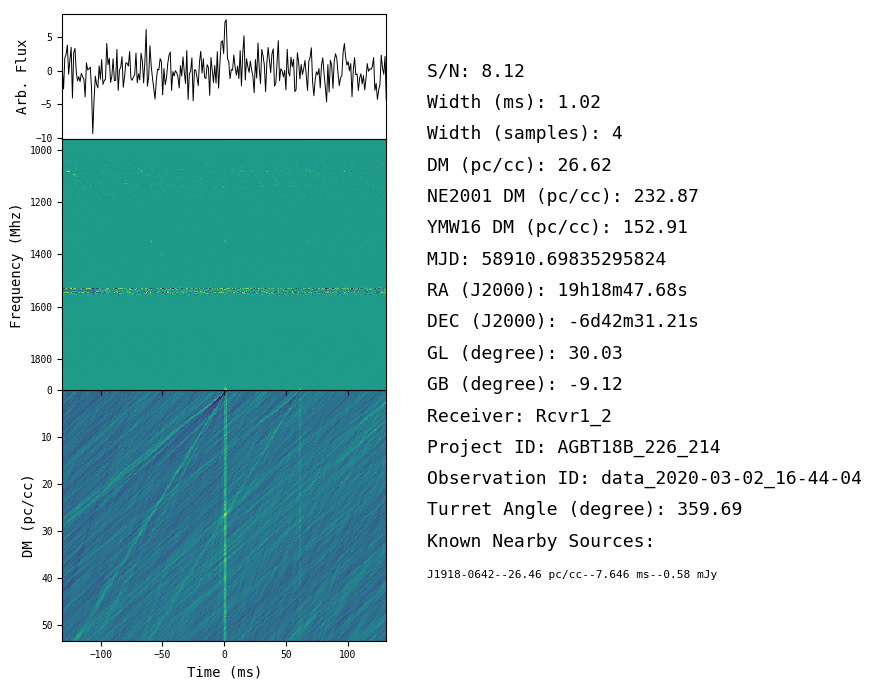 Arb. Flux
5
0
−5
−10
Frequency (Mhz)
1000
1200
1400
1600
1800
DM (pc/cc)
0
10
20
30
40
50
−100
−50
0
50
100
Time (ms)
S/N: 8.12
Width (ms): 1.02
Width (samples): 4
DM (pc/cc): 26.62
NE2001 DM (pc/cc): 232.87
YMW16 DM (pc/cc): 152.91
MJD: 58910.69835295824
RA (J2000): 19h18m47.68s
DEC (J2000): -6d42m31.21s
GL (degree): 30.03
GB (degree): -9.12
Receiver: Rcvr1_2
Project ID: AGBT18B_226_214
Observation ID: data_2020-03-02_16-44-04
Turret Angle (degree): 359.69
Known Nearby Sources:
J1918-0642--26.46 pc/cc--7.646 ms--0.58 mJy